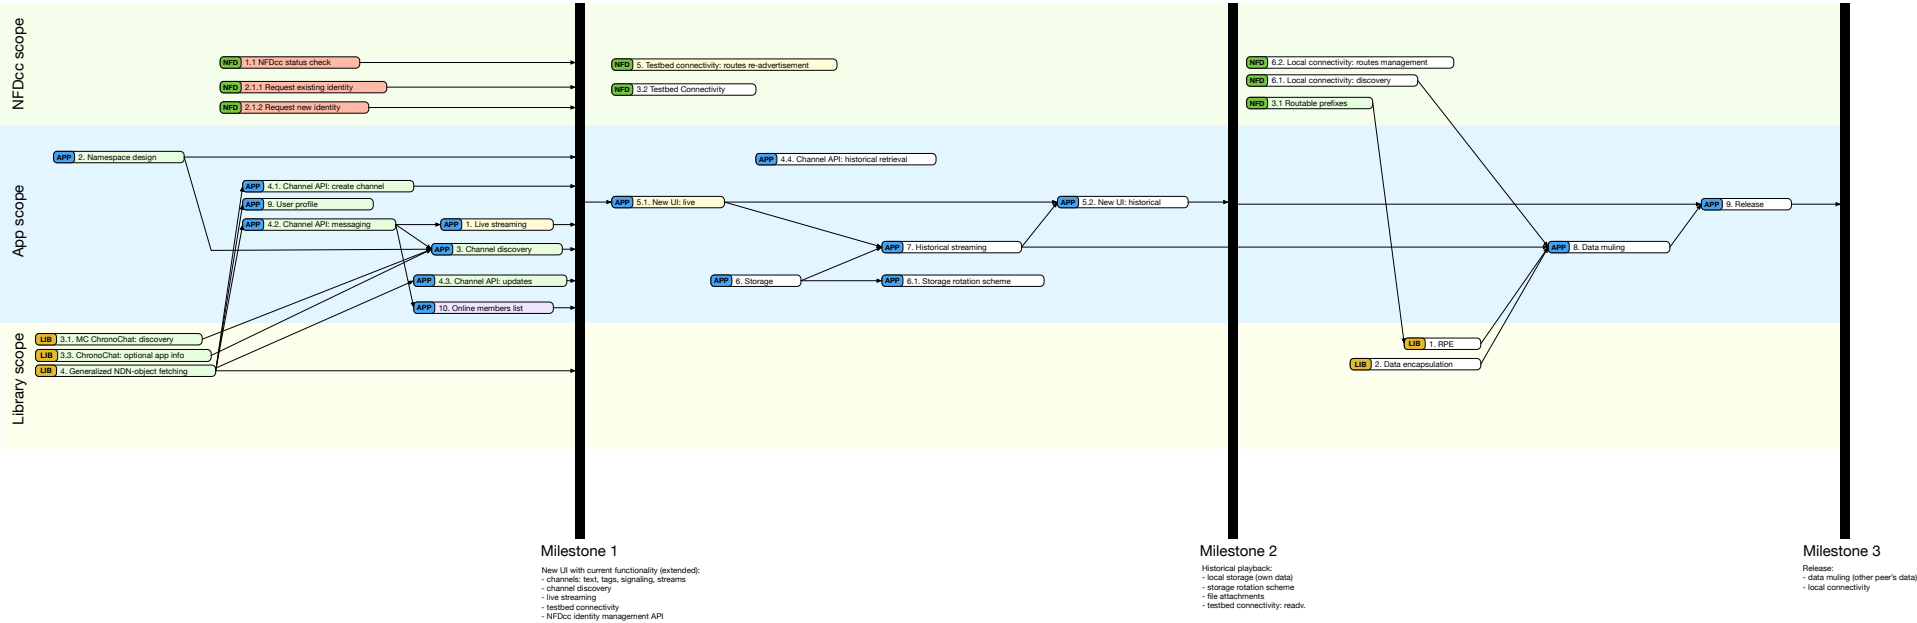 NFDcc scope
NFD 1.1 NFDcc status check
NFD 2.1.1 Request existing identity
NFD 2.1.2 Request new identity
NFD 5. Testbed connectivity: routes re-advertisement
NFD 3.2 Testbed Connectivity
NFD 6.2. Local connectivity: routes management
NFD 6.1. Local connectivity: discovery
NFD 3.1 Routable prefixes
App scope
APP 2. Namespace design
APP 4.1. Channel API: create channel
APP 9. User profile
APP 4.2. Channel API: messaging
APP 1. Live streaming
APP 3. Channel discovery
APP 4.3. Channel API: updates
APP 10. Online members list
APP 4.4. Channel API: historical retrieval
APP 5.1. New UI: live
APP 5.2. New UI: historical
APP 7. Historical streaming
APP 6. Storage
APP 6.1. Storage rotation scheme
APP 9. Release
APP 8. Data muling
Library scope
LIB 3.1. MC ChronoChat: discovery
LIB 3.3. ChronoChat: optional app info
LIB 4. Generalized NDN-object fetching
LIB 1. RPE
LIB 2. Data encapsulation
Milestone 1
New UI with current functionality (extended):
- channels: text, tags, signaling, streams
- channel discovery
- live streaming
- testbed connectivity
- NFDcc identity management API
Milestone 2
Historical playback:
- local storage (own data)
- storage rotation scheme
- file attachments
- testbed connectivity: readv.
Milestone 3
Release:
- data muling (other peer's data)
- local connectivity